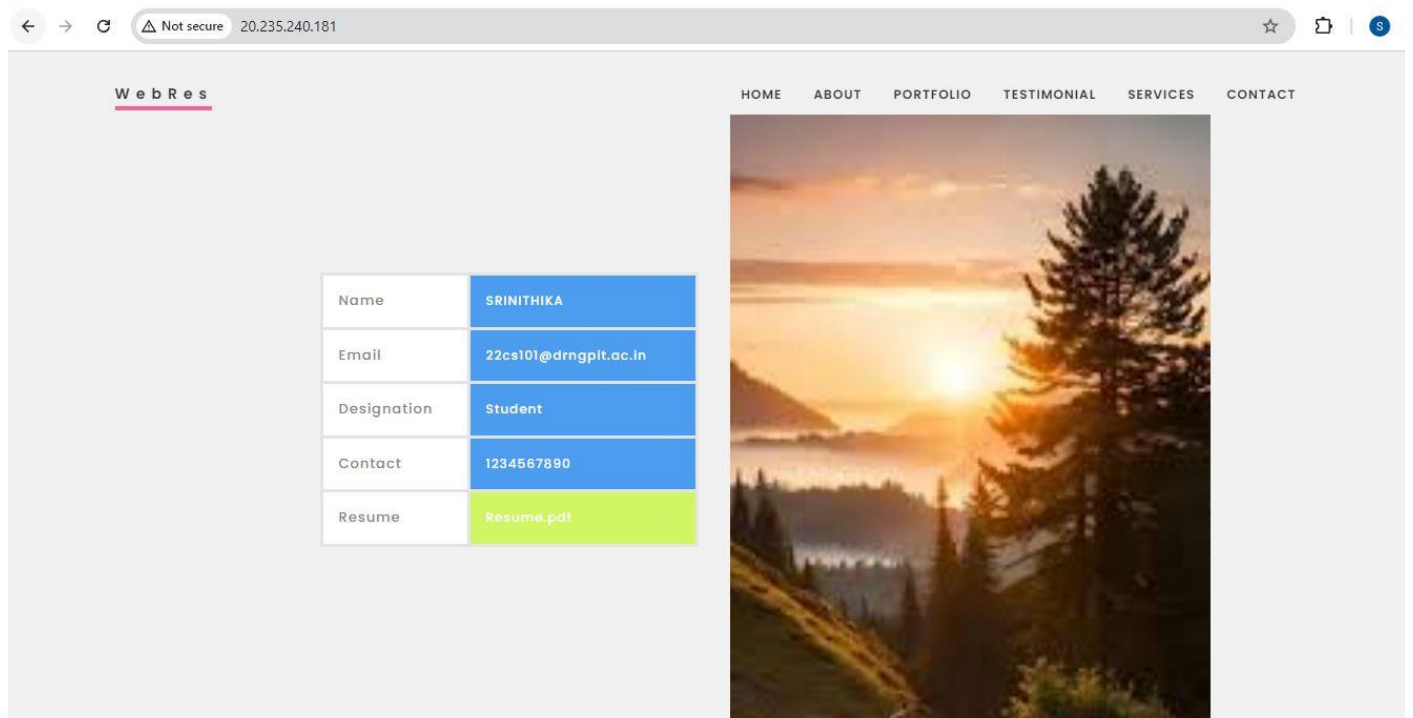 Not secure 20.235.240.181
S
WebRes
HOME ABOUT PORTFOLIO TESTIMONIAL SERVICES CONTACT
Name SRINITHIKA
Email 22cs101@drngpit.ac.in
Designation Student
Contact 1234567890
Resume Resume.pdf